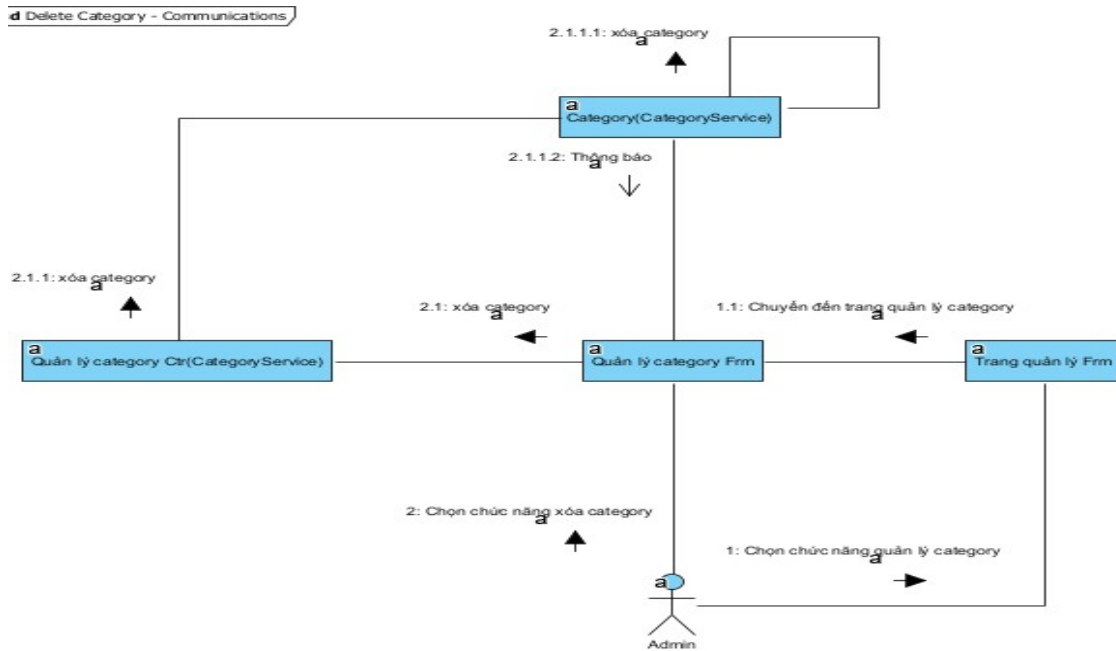 d Delete Category - Communications
2.1.1.1: xóa category
a
a
Category(CategoryService)
2.1.1.2: Thông báo
a
2.1.1: xóa category
a
2.1: xóa category
a
1.1: Chuyển đến trang quản lý category
a
a
Quản lý category Ctr(CategoryService)
a
Quản lý category Frm
a
Trang quản lý Frm
2: Chọn chức năng xóa category
a
1: Chọn chức năng quản lý category
a
a
Admin